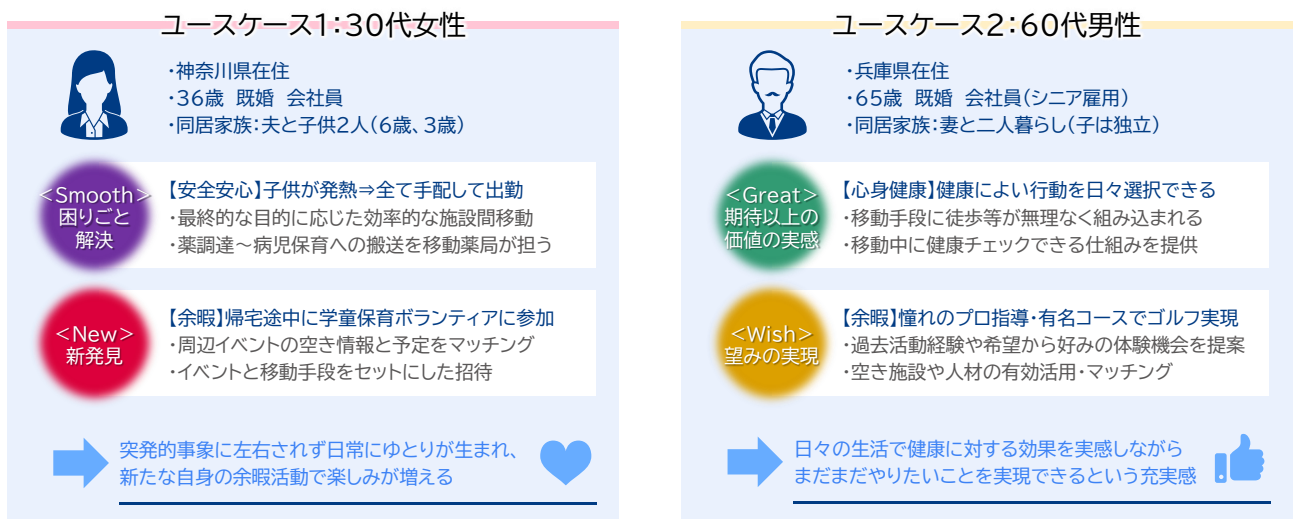 ユースケース1：30代女性
・神奈川県在住
・36歳　既婚　会社員
・同居家族：夫と子供2人（6歳、3歳）
＜Smooth＞
困りごと
解決
【安全安心】子供が発熱⇒全て手配して出勤
・最終的な目的に応じた効率的な施設間移動
・薬調達～病児保育への搬送を移動薬局が担う
＜New＞
新発見
【余暇】帰宅途中に学童保育ボランティアに参加
・周辺イベントの空き情報と予定をマッチング
・イベントと移動手段をセットにした招待
突発的事象に左右されず日常にゆとりが生まれ、
新たな自身の余暇活動で楽しみが増える
ユースケース2：60代男性
・兵庫県在住
・65歳　既婚　会社員（シニア雇用）
・同居家族：妻と二人暮らし（子は独立）
＜Great＞
期待以上の
価値の実感
【心身健康】健康によい行動を日々選択できる
・移動手段に徒歩等が無理なく組み込まれる
・移動中に健康チェックできる仕組みを提供
＜Wish＞
望みの実現
【余暇】憧れのプロ指導・有名コースでゴルフ実現
・過去活動経験や希望から好みの体験機会を提案
・空き施設や人材の有効活用・マッチング
日々の生活で健康に対する効果を実感しながら
まだまだやりたいことを実現できるという充実感